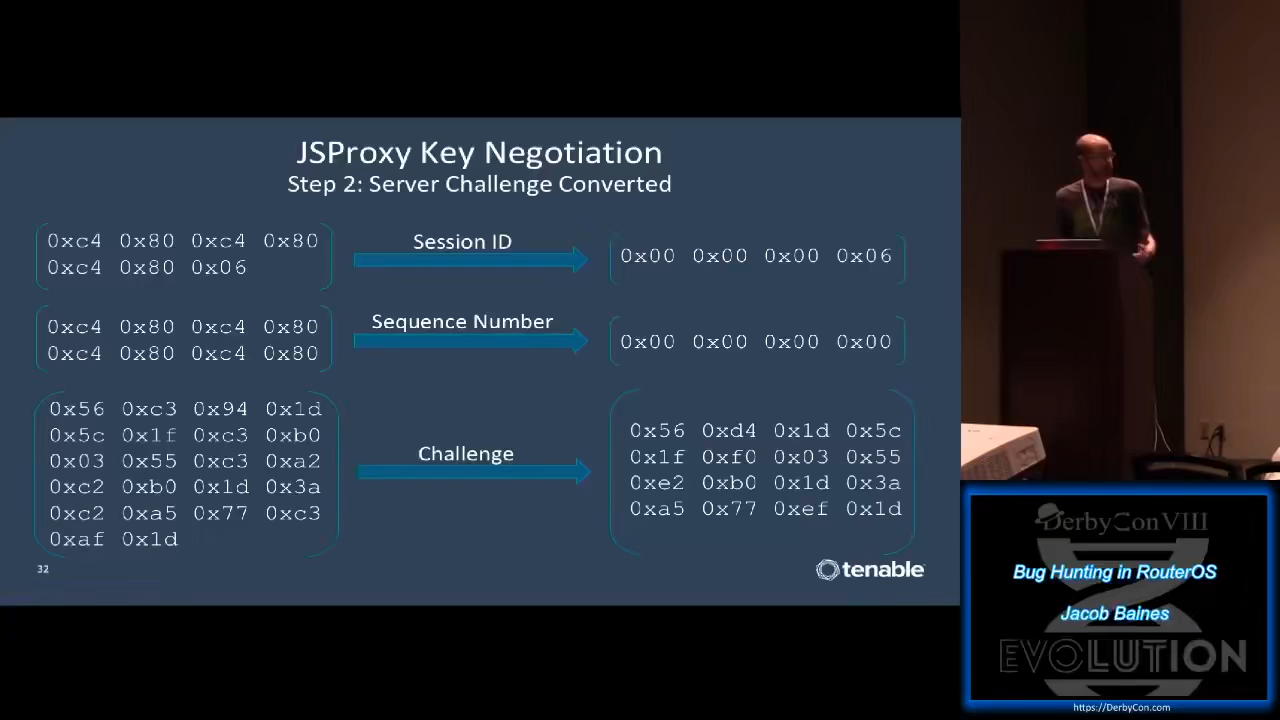 JSProxy Key Negotiation
Step 2: Server Challenge Converted
0xc4 0x80 0xc4 0x80
0xc4 0x80 0x06
Session ID
0x00 0x00 0x00 0x06
0xc4 0x80 0xc4 0x80
0xc4 0x80 0xc4 0x80
Sequence Number
0x00 0x00 0x00 0x00
0x56 0xc3 0x94 0x1d
0x5c 0x1f 0xc3 0xb0
0x03 0x55 0xc3 0xa2
0xc2 0xb0 0x1d 0x3a
0xc2 0xa5 0x77 0xc3
0xaf 0x1d
Challenge
0x56 0xd4 0x1d 0x5c
0x1f 0xf0 0x03 0x55
0xe2 0xb0 0x1d 0x3a
0xa5 0x77 0xef 0x1d
32
tenable
DerbyCon VIII
Bug Hunting in RouterOS
Jacob Baines
EVOLUTION
https://DerbyCon.com